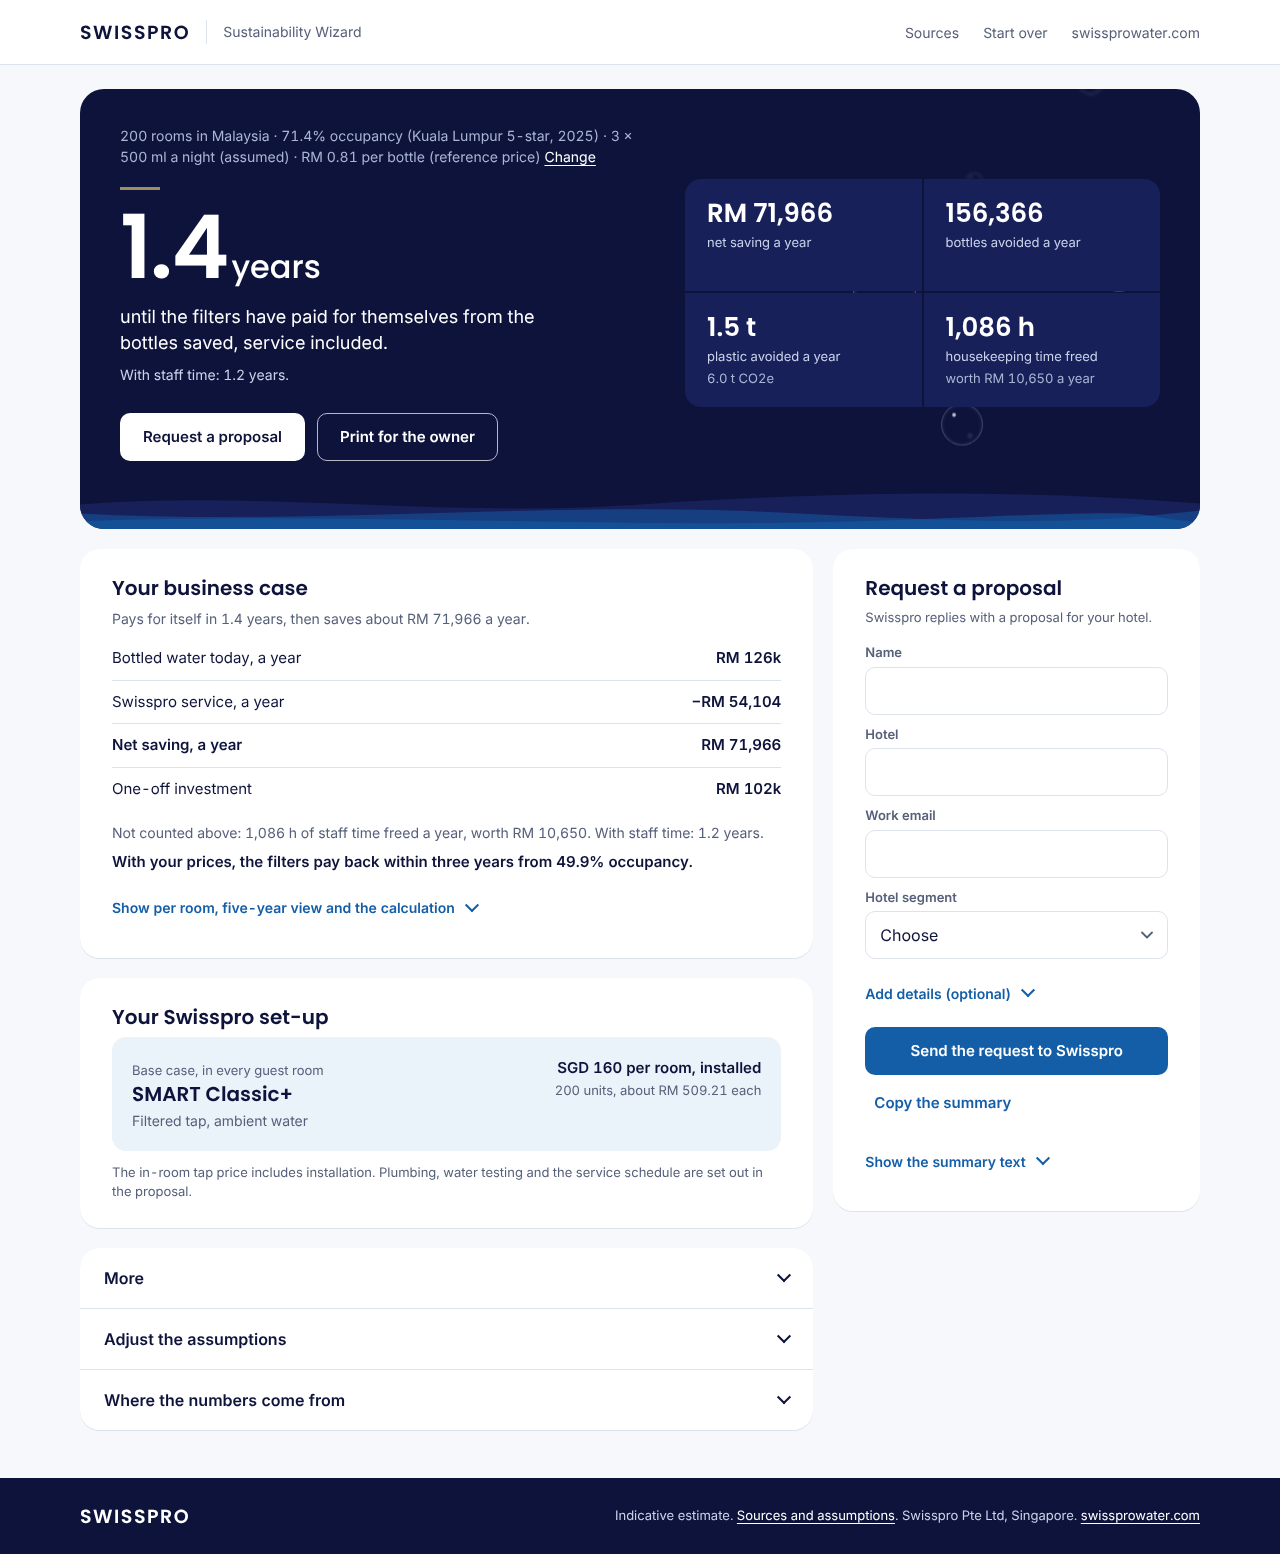 SWISSPRO
Sustainability Wizard
Sources
Start over
swissprowater.com
200 rooms in Malaysia · 71.4% occupancy (Kuala Lumpur 5-star, 2025) · 3 ×
500 ml a night (assumed) · RM 0.81 per bottle (reference price) Change
1.4 years
until the filters have paid for themselves from the
bottles saved, service included.
With staff time: 1.2 years.
Request a proposal
Print for the owner
RM 71,966
net saving a year
156,366
bottles avoided a year
1.5 t
plastic avoided a year
6.0 t CO2e
1,086 h
housekeeping time freed
worth RM 10,650 a year
Your business case
Pays for itself in 1.4 years, then saves about RM 71,966 a year.
Bottled water today, a year RM 126k
Swisspro service, a year −RM 54,104
Net saving, a year RM 71,966
One-off investment RM 102k
Not counted above: 1,086 h of staff time freed a year, worth RM 10,650. With staff time: 1.2 years.
With your prices, the filters pay back within three years from 49.9% occupancy.
Show per room, five-year view and the calculation
Your Swisspro set-up
Base case, in every guest room
SMART Classic+
Filtered tap, ambient water
SGD 160 per room, installed
200 units, about RM 509.21 each
The in-room tap price includes installation. Plumbing, water testing and the service schedule are set out in
the proposal.
More
Adjust the assumptions
Where the numbers come from
Request a proposal
Swisspro replies with a proposal for your hotel.
Name
Hotel
Work email
Hotel segment
Choose
Add details (optional)
Send the request to Swisspro
Copy the summary
Show the summary text
SWISSPRO
Indicative estimate. Sources and assumptions. Swisspro Pte Ltd, Singapore. swissprowater.com